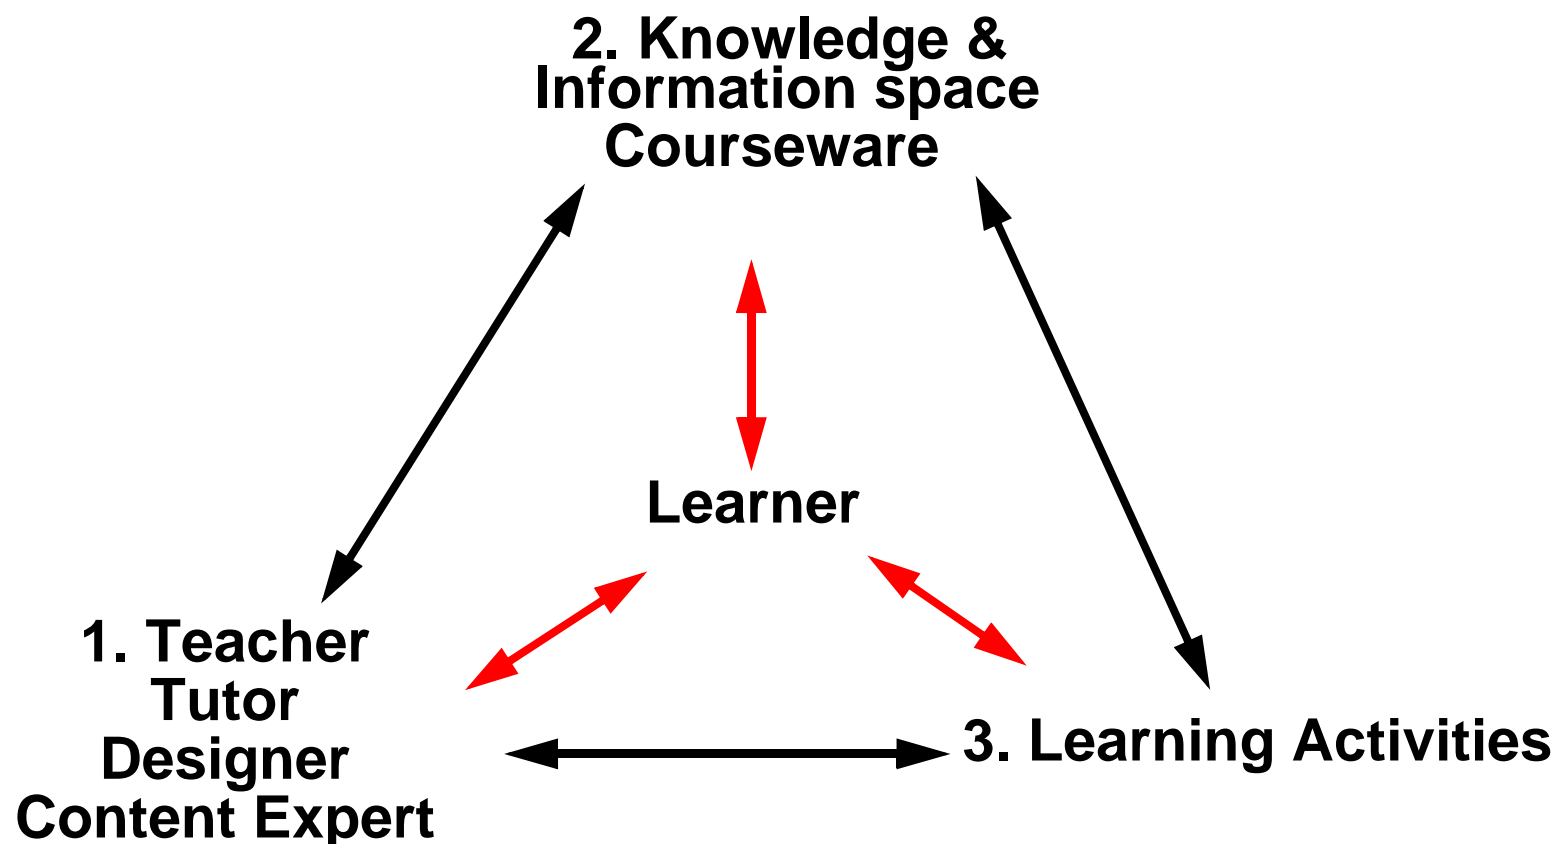 2. Knowledge &
Information space
Courseware
Learner
1. Teacher
Tutor
Designer
Content Expert
3. Learning Activities